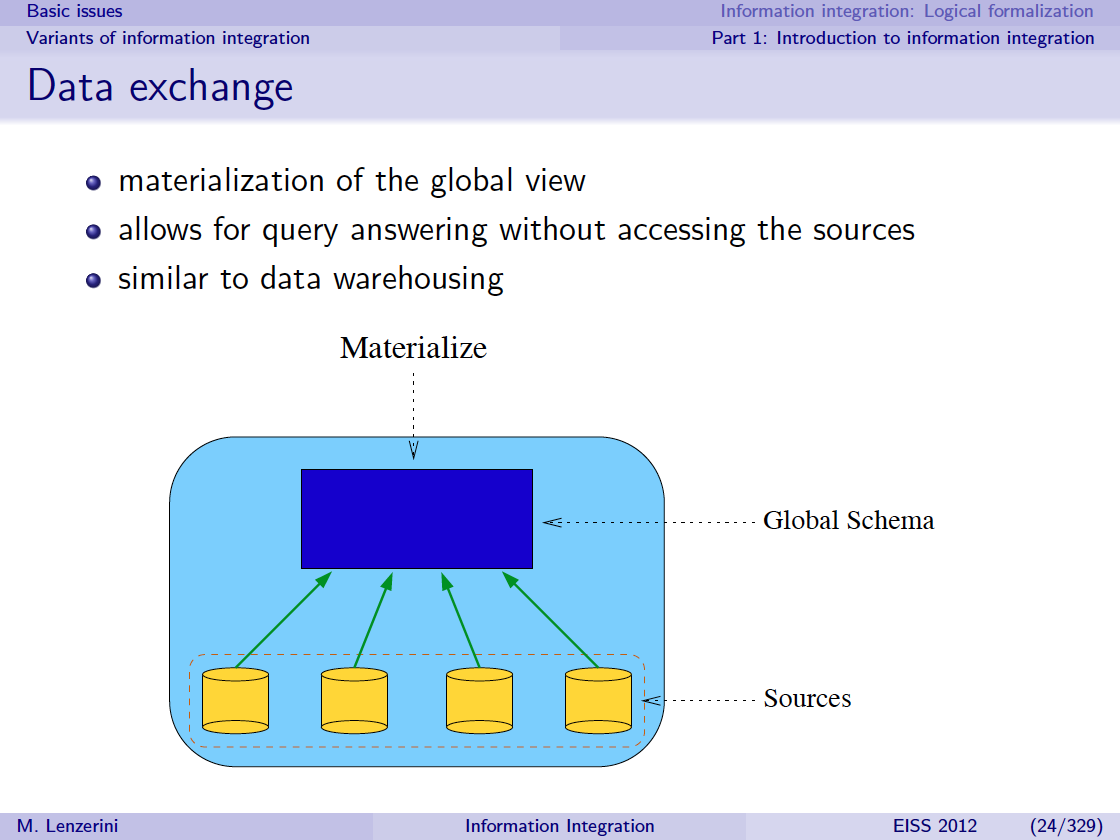 Basic issues
Information integration: Logical formalization
Variants of information integration
Part 1: Introduction to information integration
Data exchange
materialization of the global view
allows for query answering without accessing the sources
similar to data warehousing
Materialize
Global Schema
Sources
M. Lenzerini
Information Integration
EISS 2012
(24/329)